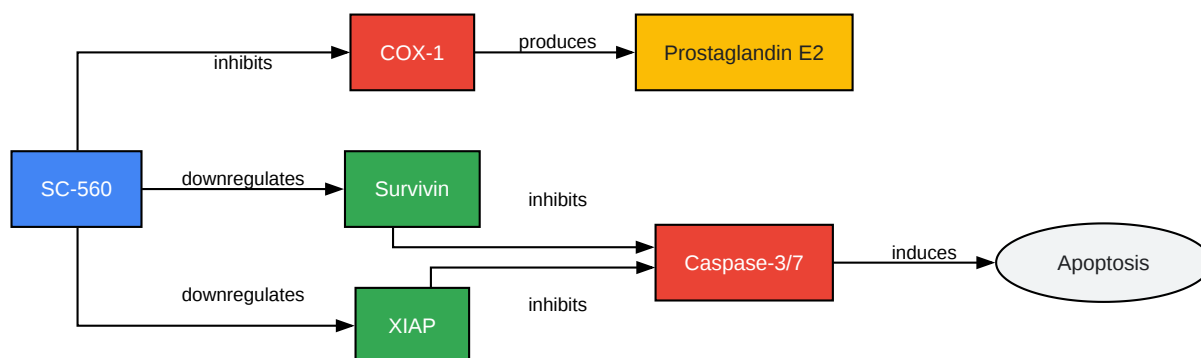 COX-1
produces
Prostaglandin E2
inhibits
SC-560
downregulates
Survivin
inhibits
Caspase-3/7
induces
Apoptosis
downregulates
XIAP
inhibits